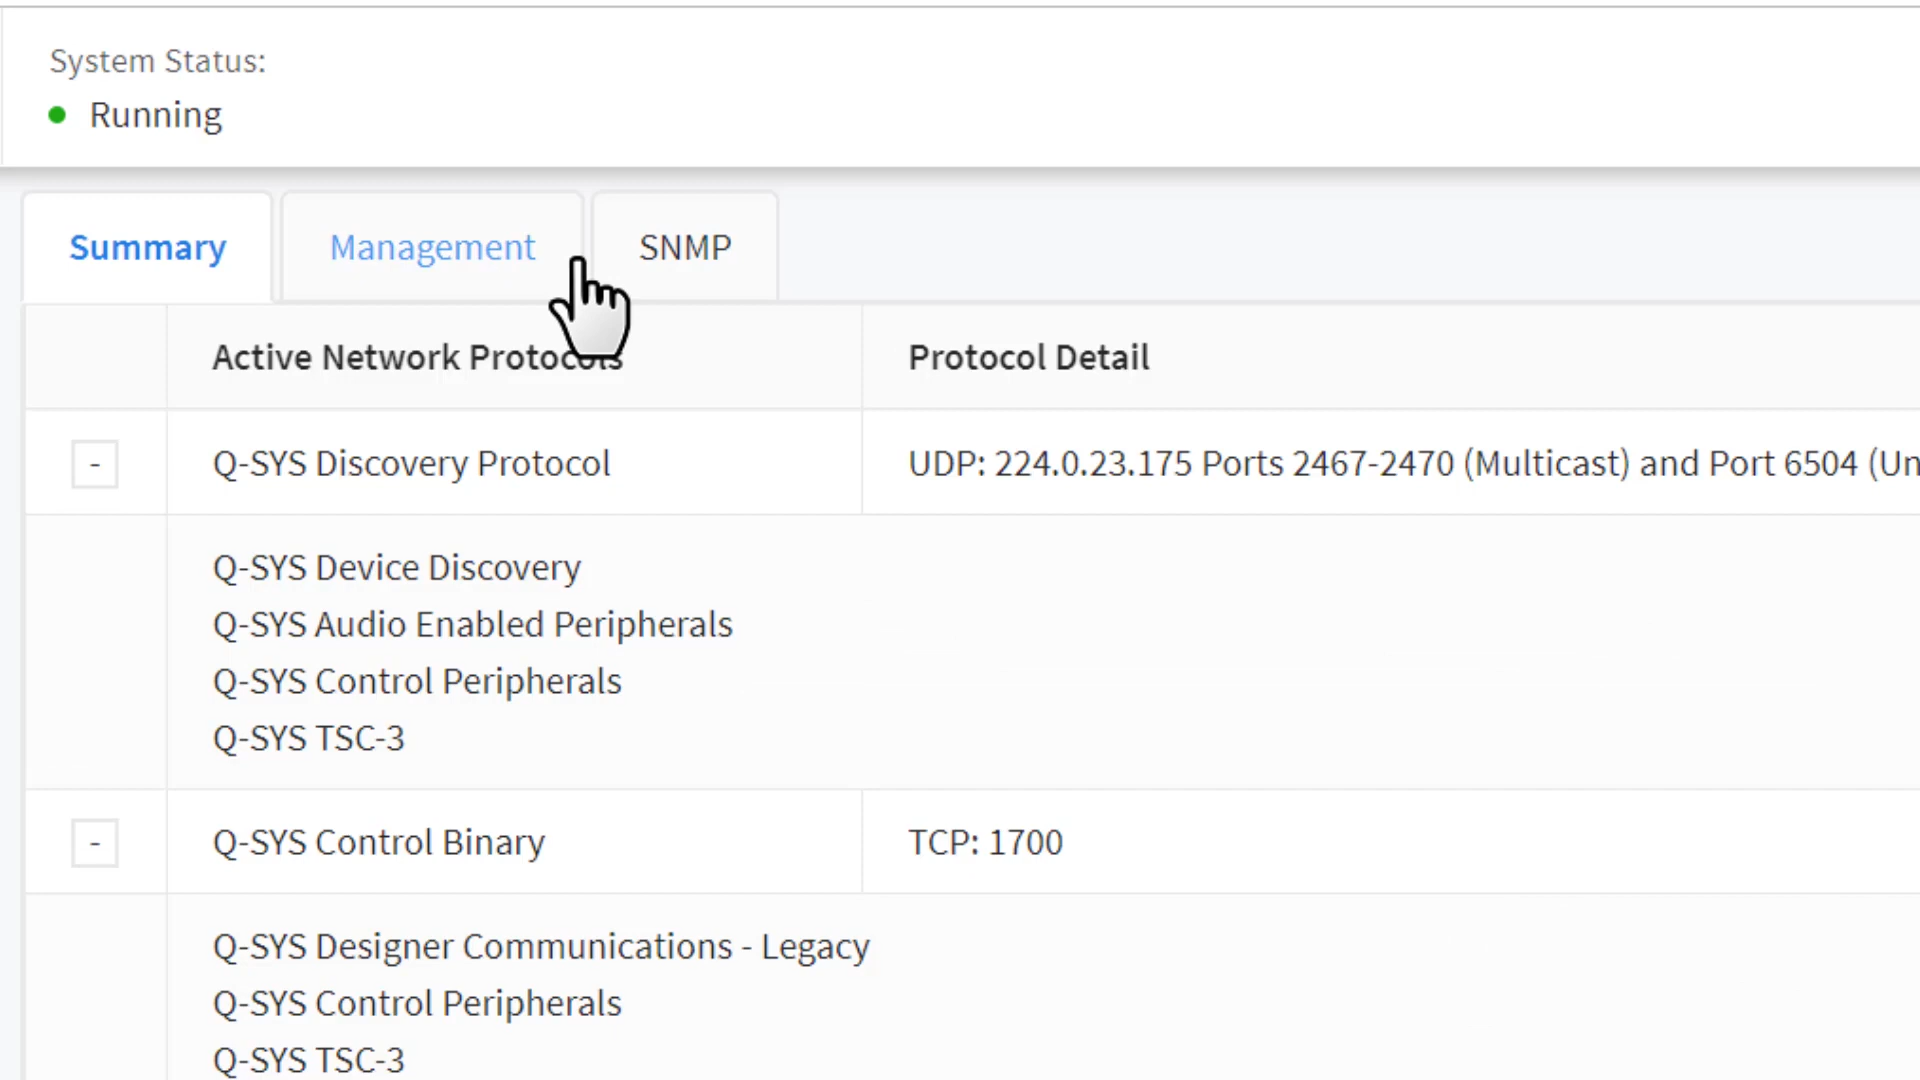 System Status:
Running
Summary Management SNMP
Active Network Protocols Protocol Detail
- Q-SYS Discovery Protocol UDP: 224.0.23.175 Ports 2467-2470 (Multicast) and Port 6504 (Un
Q-SYS Device Discovery
Q-SYS Audio Enabled Peripherals
Q-SYS Control Peripherals
Q-SYS TSC-3
- Q-SYS Control Binary TCP: 1700
Q-SYS Designer Communications - Legacy
Q-SYS Control Peripherals
Q-SYS TSC-3